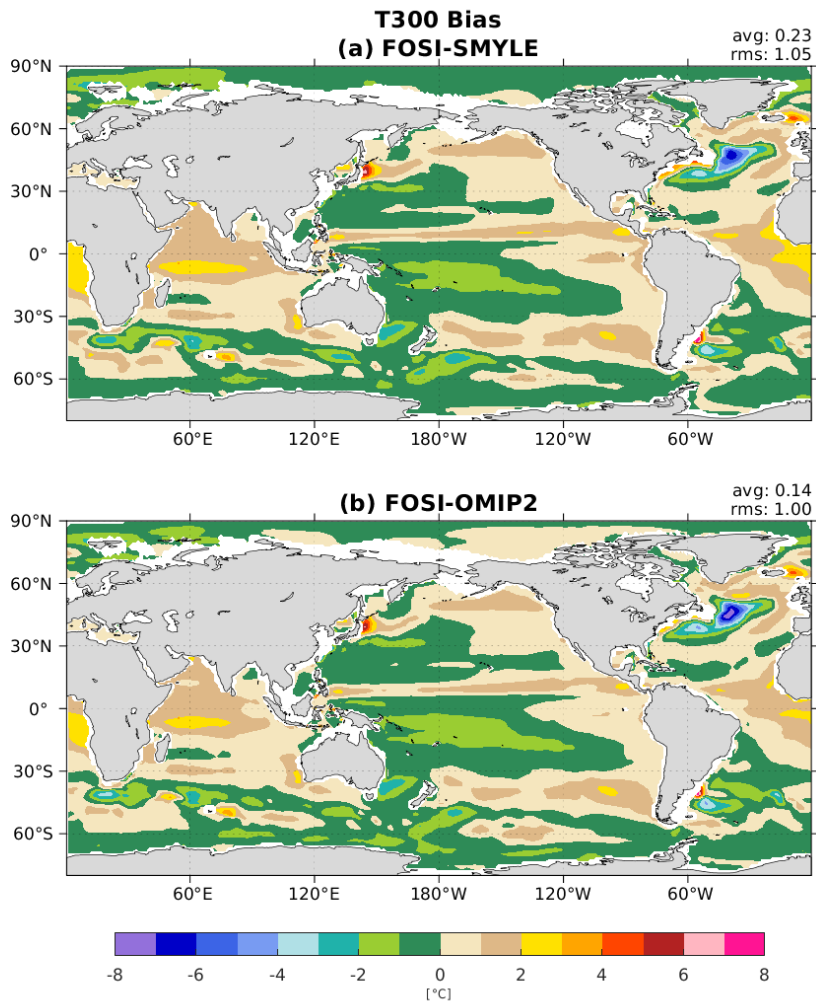 T300 Bias
(a) FOSI-SMYLE
avg: 0.23
rms: 1.05
90°N
60°N
30°N
0°
30°S
60°S
60°E 120°E 180°W 120°W 60°W
(b) FOSI-OMIP2
avg: 0.14
rms: 1.00
90°N
60°N
30°N
0°
30°S
60°S
60°E 120°E 180°W 120°W 60°W
-8 -6 -4 -2 0 2 4 6 8
[°C]